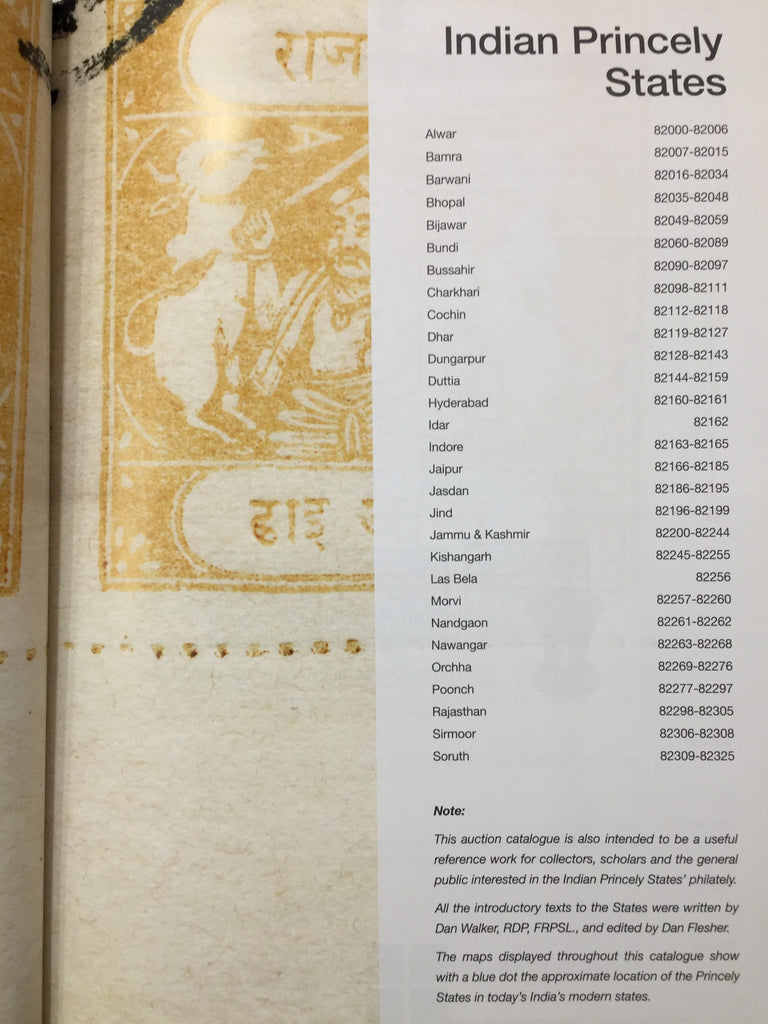 राज
ढाइ
Indian Princely
States
Alwar 82000-82006
Bamra 82007-82015
Barwani 82016-82034
Bhopal 82035-82048
Bijawar 82049-82059
Bundi 82060-82089
Bussahir 82090-82097
Charkhari 82098-82111
Cochin 82112-82118
Dhar 82119-82127
Dungarpur 82128-82143
Duttia 82144-82159
Hyderabad 82160-82161
Idar 82162
Indore 82163-82165
Jaipur 82166-82185
Jasdan 82186-82195
Jind 82196-82199
Jammu & Kashmir 82200-82244
Kishangarh 82245-82255
Las Bela 82256
Morvi 82257-82260
Nandgaon 82261-82262
Nawangar 82263-82268
Orchha 82269-82276
Poonch 82277-82297
Rajasthan 82298-82305
Sirmoor 82306-82308
Soruth 82309-82325
Note:
This auction catalogue is also intended to be a useful
reference work for collectors, scholars and the general
public interested in the Indian Princely States' philately.
All the introductory texts to the States were written by
Dan Walker, RDP, FRPSL., and edited by Dan Flesher.
The maps displayed throughout this catalogue show
with a blue dot the approximate location of the Princely
States in today's India's modern states.